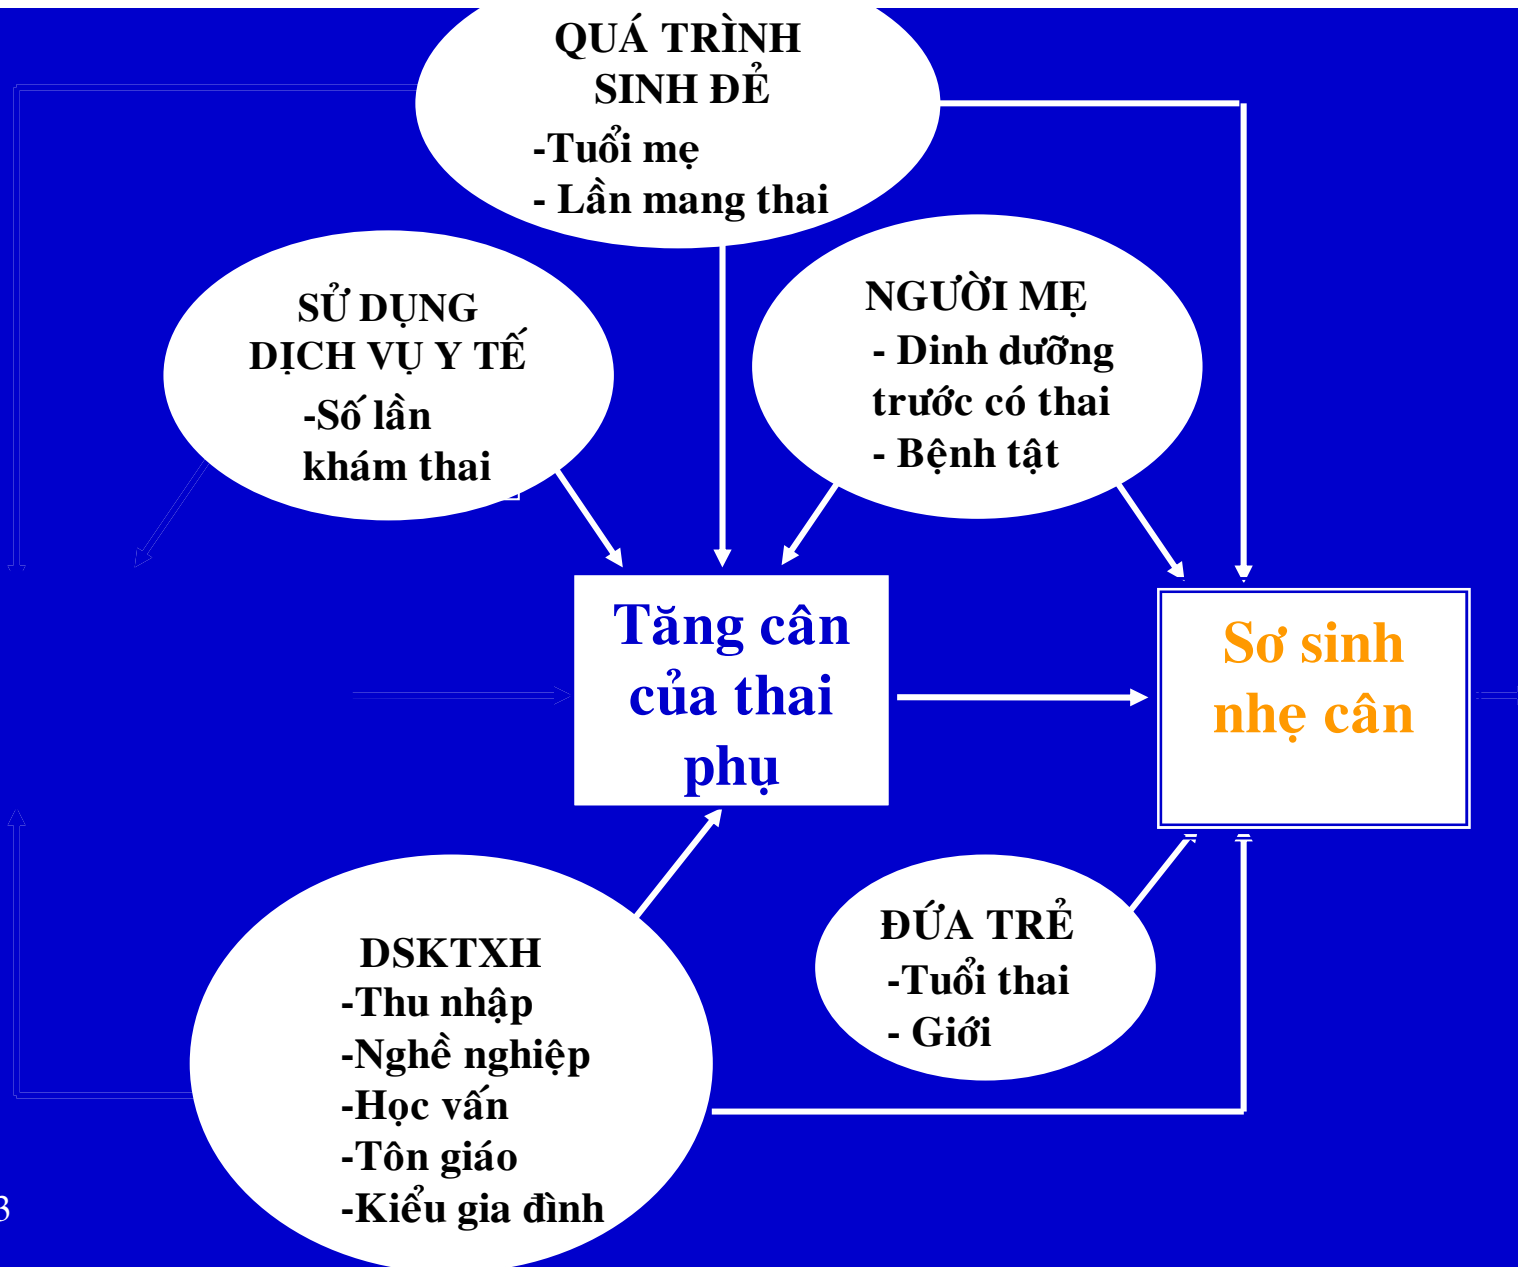 QUÁ TRÌNH
SINH ĐẺ
-Tuổi mẹ
- Lần mang thai
SỬ DỤNG
DỊCH VỤ Y TẾ
-Số lần
khám thai
NGƯỜI MẸ
- Dinh dưỡng
trước có thai
- Bệnh tật
Tăng cân
của thai
phụ
Sơ sinh
nhẹ cân
DSKTXH
-Thu nhập
-Nghề nghiệp
-Học vấn
-Tôn giáo
-Kiểu gia đình
ĐỨA TRẺ
-Tuổi thai
- Giới
3